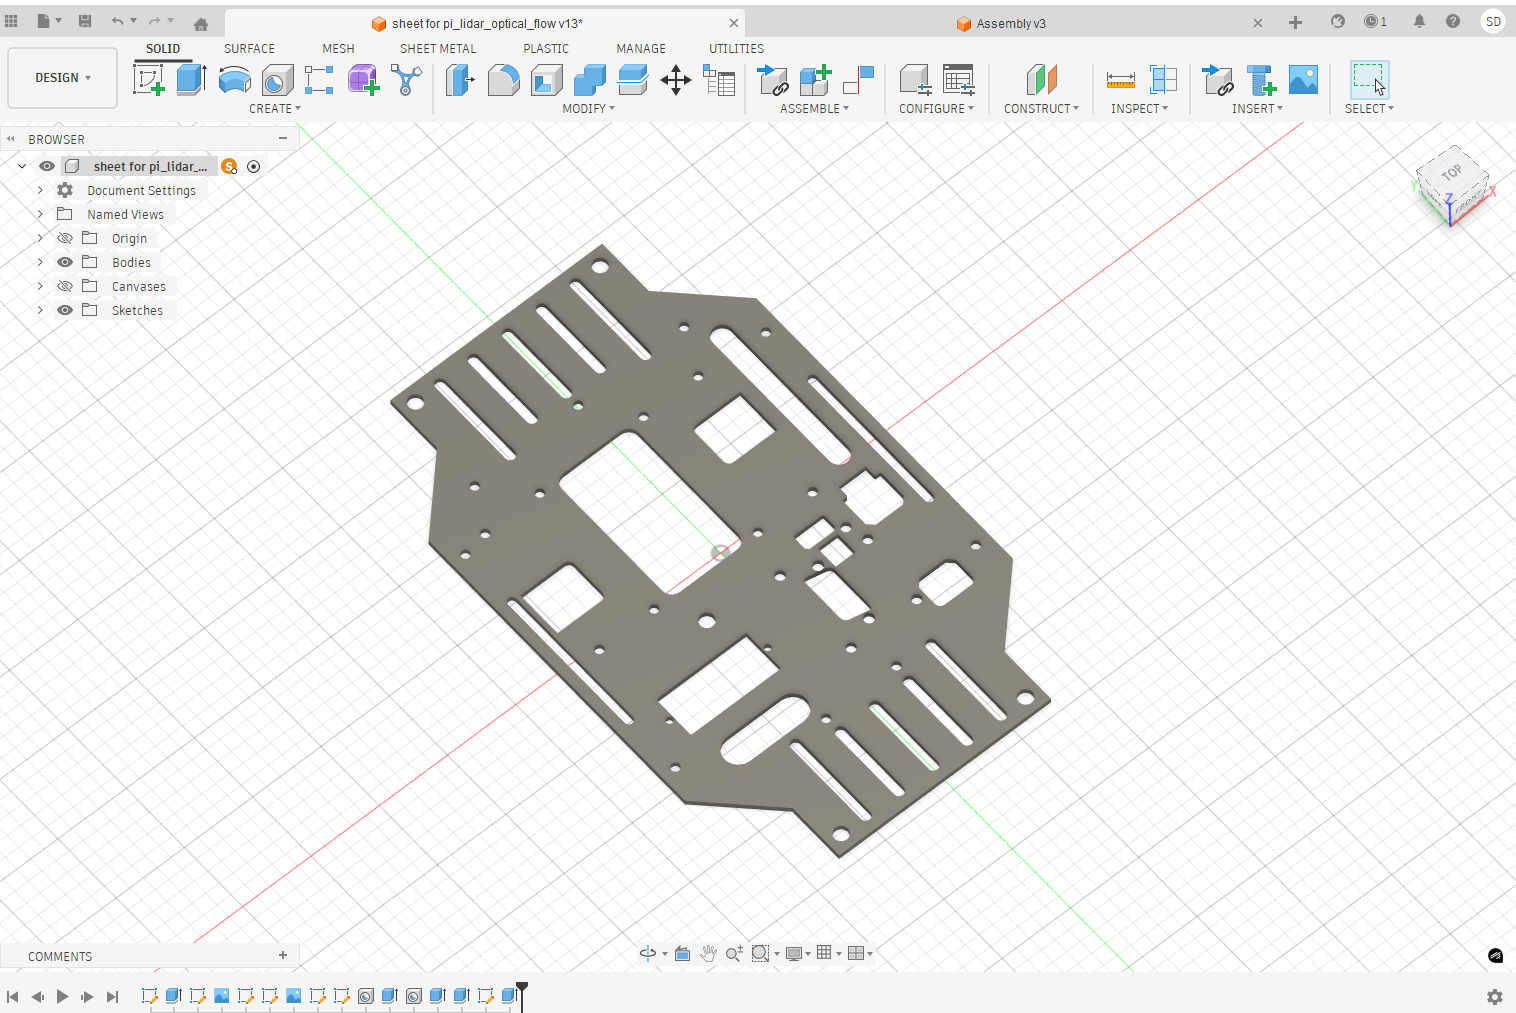 sheet for pi_lidar_optical_flow v13*
Assembly v3
1
SD
DESIGN
SOLID SURFACE MESH SHEET METAL PLASTIC MANAGE UTILITIES
CREATE MODIFY ASSEMBLE CONFIGURE CONSTRUCT INSPECT INSERT SELECT
BROWSER
sheet for pi_lidar_...
S
Document Settings
Named Views
Origin
Bodies
Canvases
Sketches
TOP
FRONT
Y
Z
X
COMMENTS